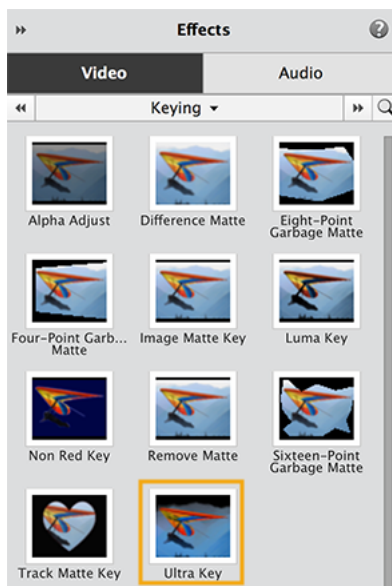 Effects
Video
Audio
Keying
Alpha Adjust
Difference Matte
Eight-Point
Garbage Matte
Four-Point Garb...
Matte
Image Matte Key
Luma Key
Non Red Key
Remove Matte
Sixteen-Point
Garbage Matte
Track Matte Key
Ultra Key